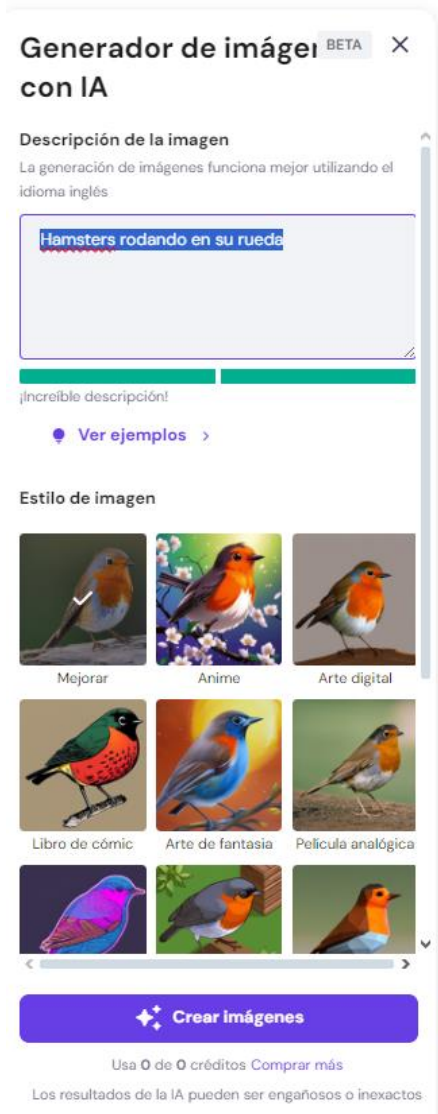 Generador de imágen
BETA
con IA
Descripción de la imagen
La generación de imágenes funciona mejor utilizando el
idioma inglés
Hamsters rodando en su rueda
¡Increíble descripción!
Ver ejemplos
Estilo de imagen
Mejorar Anime Arte digital
Libro de cómic Arte de fantasia Película analógica
Crear imágenes
Usa 0 de 0 créditos Comprar más
Los resultados de la IA pueden ser engañosos o inexactos